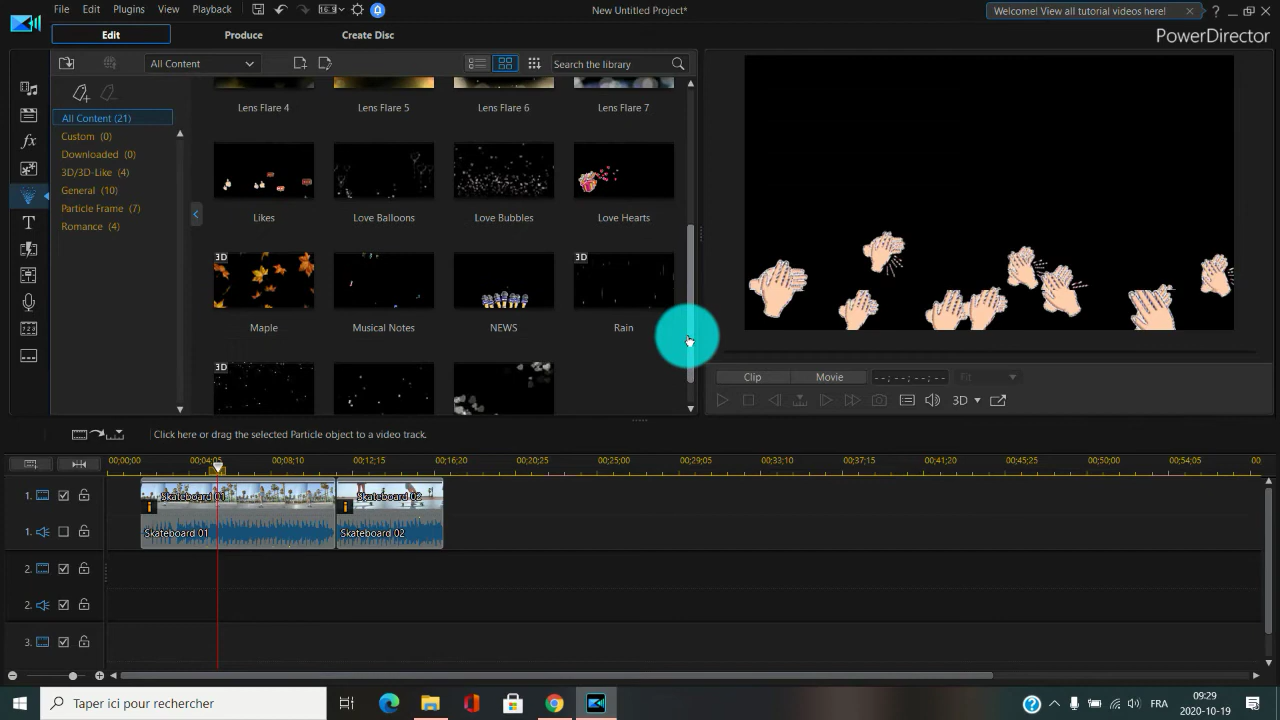 File Edit Plugins View Playback
New Untitled Project*
Welcome! View all tutorial videos here!
Edit Produce Create Disc
PowerDirector
All Content
Search the library
All Content (21)
Custom (0)
Downloaded (0)
3D/3D-Like (4)
General (10)
Particle Frame (7)
Romance (4)
Lens Flare 4 Lens Flare 5 Lens Flare 6 Lens Flare 7
Likes Love Balloons Love Bubbles Love Hearts
3D 3D
Maple Musical Notes NEWS Rain
3D
Clip Movie --;--;--;-- Fit
3D
Click here or drag the selected Particle object to a video track.
00;00;00 00;04;05 00;08;10 00;12;15 00;16;20 00;20;25 00;25;00 00;29;05 00;33;10 00;37;15 00;41;20 00;45;25 00;50;00 00;54;05 00
1. Skateboard 01 Skateboard 02
1. Skateboard 01 Skateboard 02
2.
2.
3.
Taper ici pour rechercher
FRA
09:29
2020-10-19